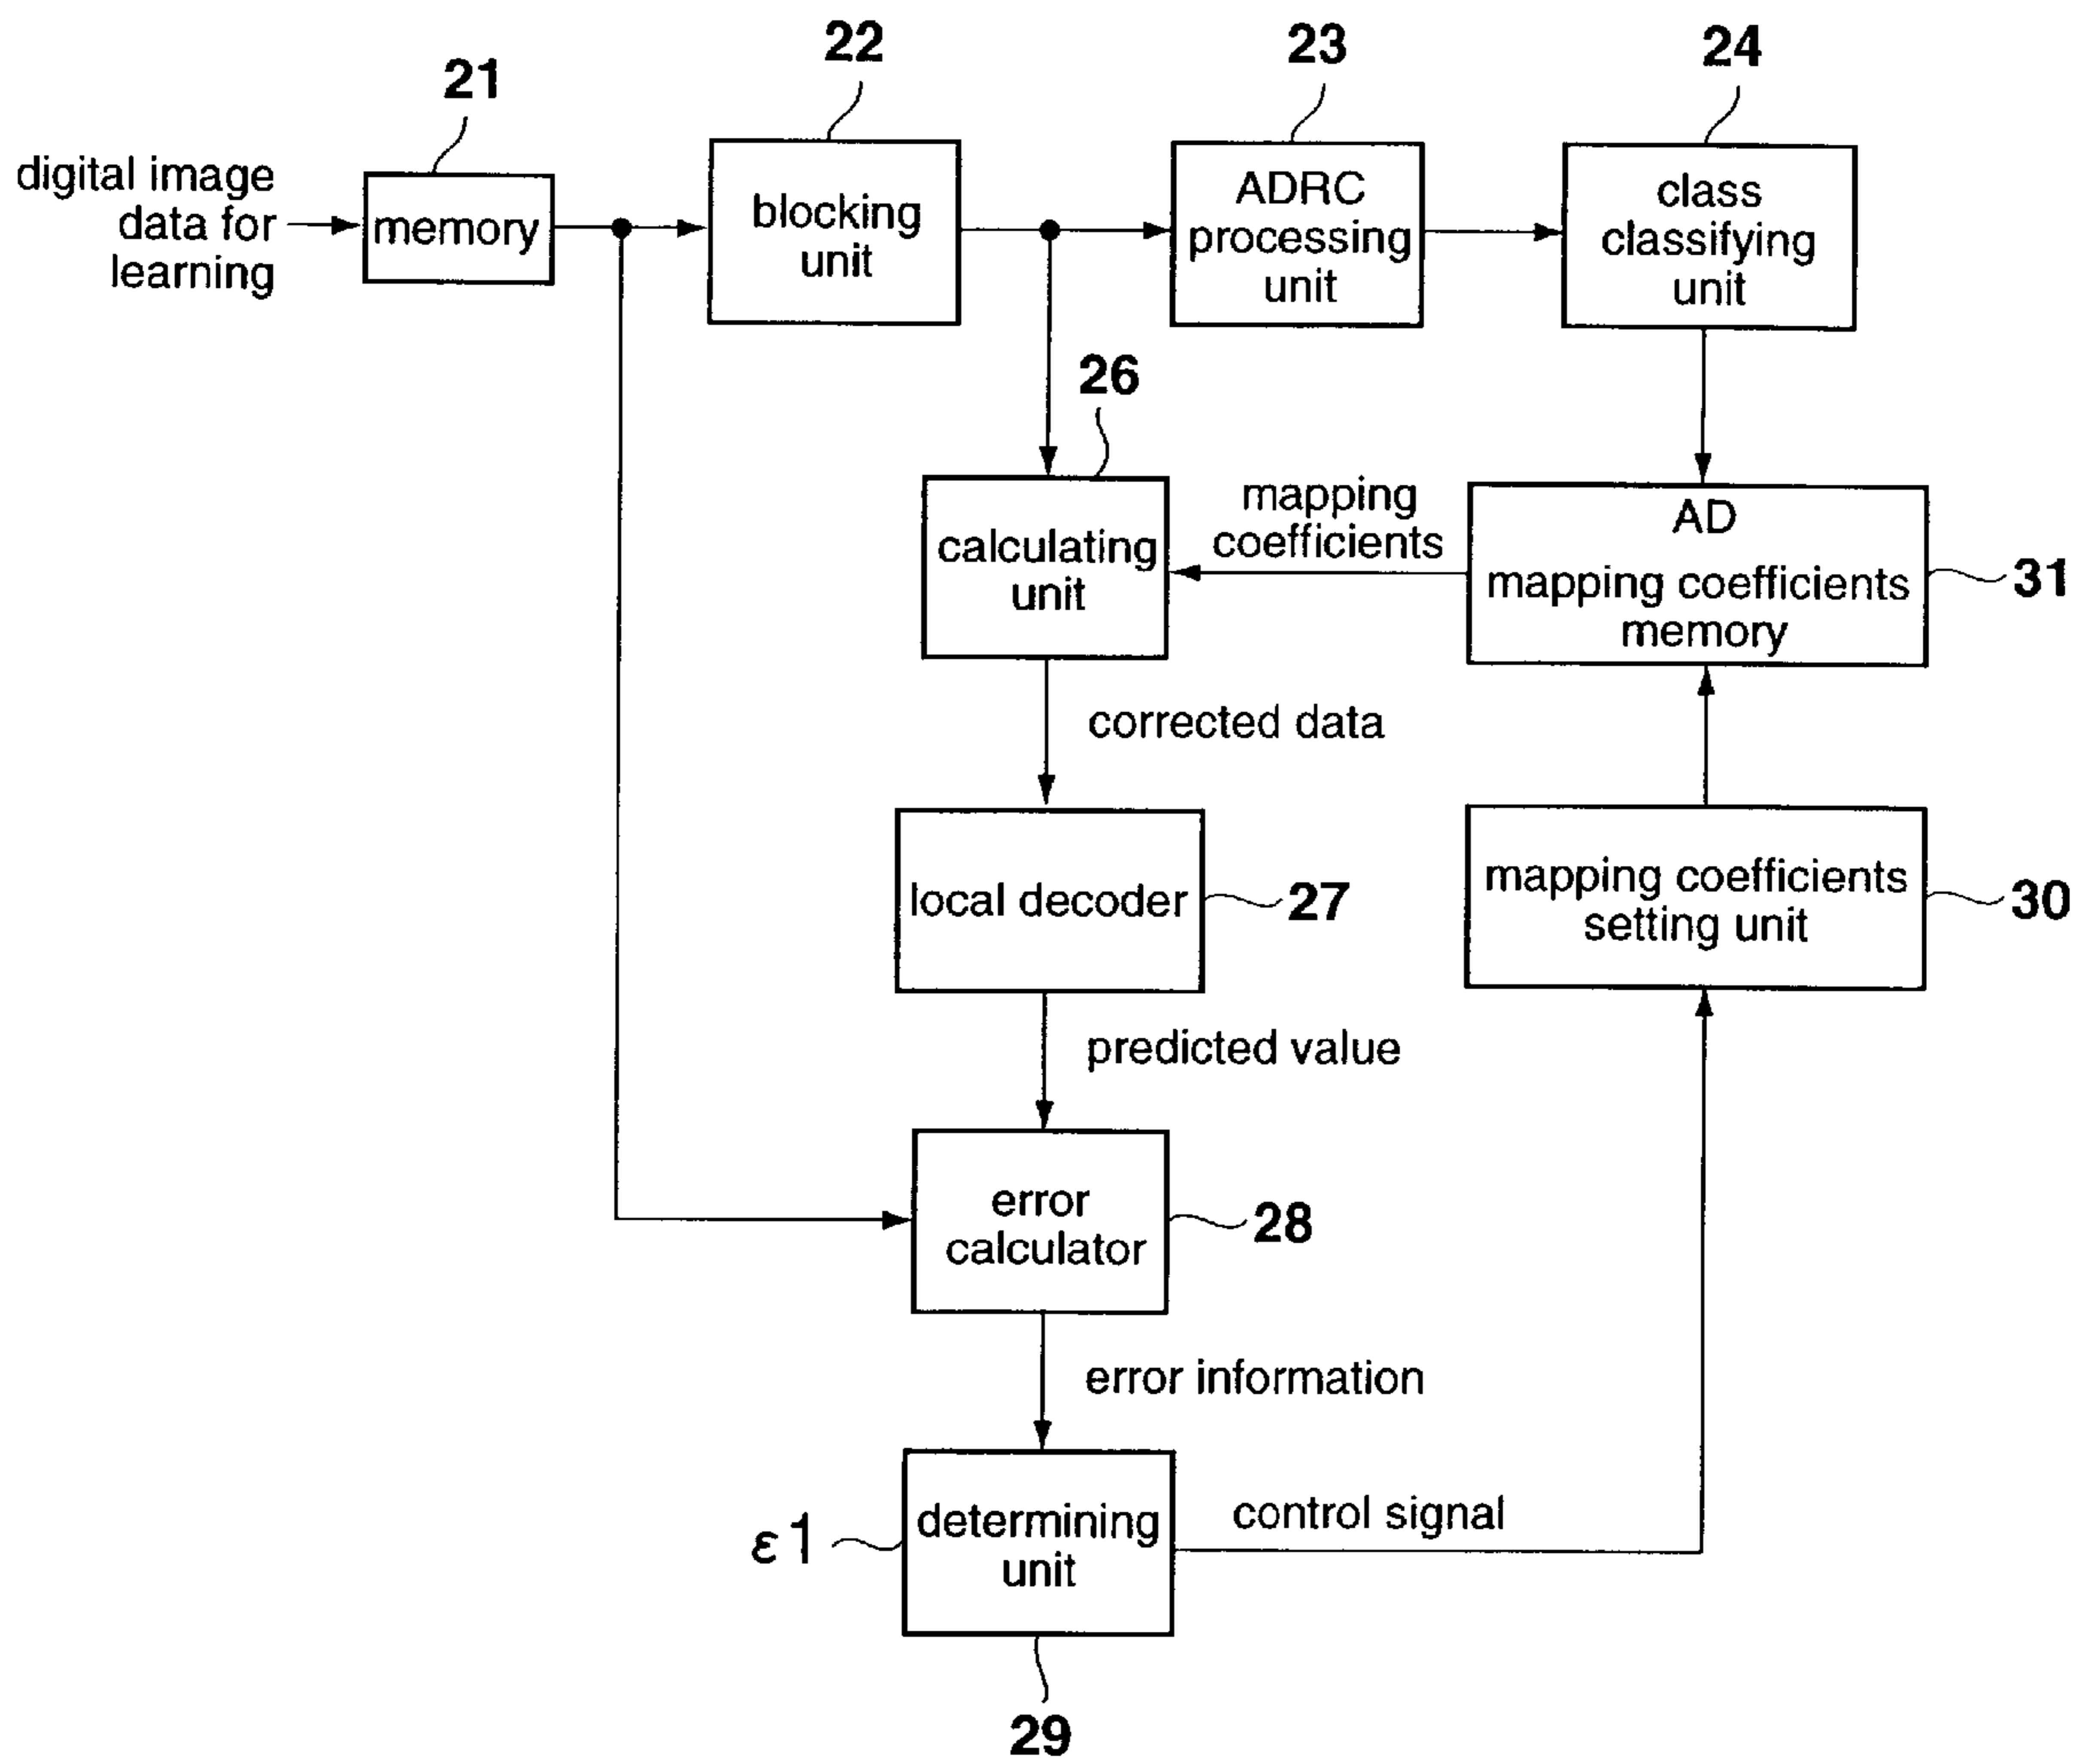 21
22
23
24
digital image
data for
learning
memory
blocking
unit
ADRC
processing
unit
class
classifying
unit
26
calculating
unit
mapping
coefficients
AD
mapping coefficients
memory
31
corrected data
local decoder
27
mapping coefficients
setting unit
30
predicted value
error
calculator
28
error information
ε1
determining
unit
control signal
29